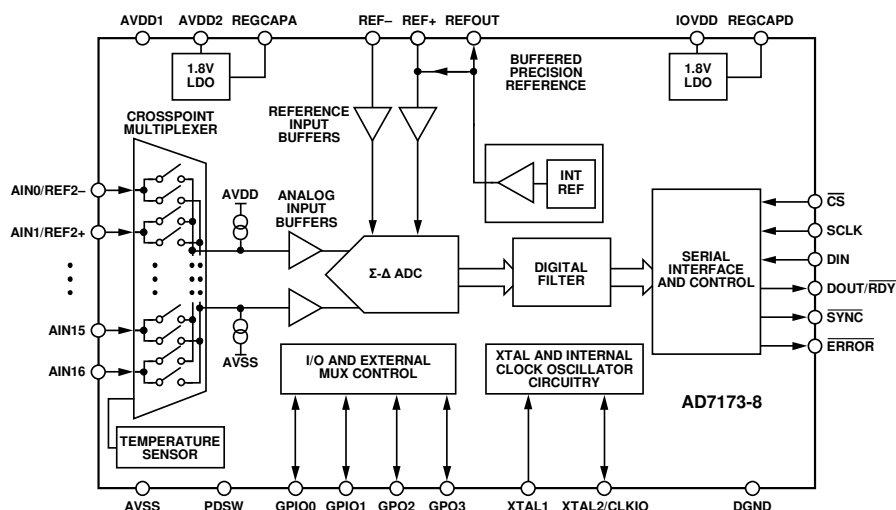 AVDD1
AVDD2
REGCAPA
REF–
REF+
REFOUT
IOVDD
REGCAPD
1.8V
LDO
BUFFERED
PRECISION
REFERENCE
1.8V
LDO
CROSSPOINT
MULTIPLEXER
REFERENCE
INPUT
BUFFERS
INT
REF
AIN0/REF2–
AVDD
ANALOG
INPUT
BUFFERS
CS
AIN1/REF2+
SCLK
Σ-Δ ADC
DIGITAL
FILTER
SERIAL
INTERFACE
AND CONTROL
DIN
DOUT/RDY
SYNC
ERROR
AIN15
AVSS
AIN16
I/O AND EXTERNAL
MUX CONTROL
XTAL AND INTERNAL
CLOCK OSCILLATOR
CIRCUITRY
AD7173-8
TEMPERATURE
SENSOR
AVSS
PDSW
GPIO0
GPIO1
GPO2
GPO3
XTAL1
XTAL2/CLKIO
DGND